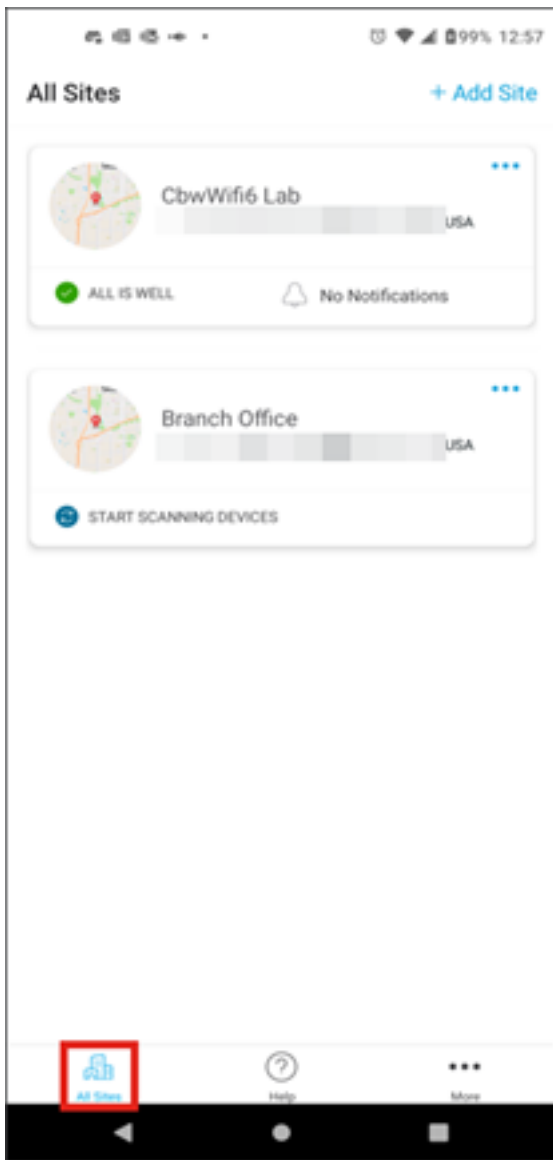 99% 12:57
All Sites
+ Add Site
CbwWifi6 Lab
USA
ALL IS WELL
No Notifications
Branch Office
USA
START SCANNING DEVICES
All Sites
Help
More